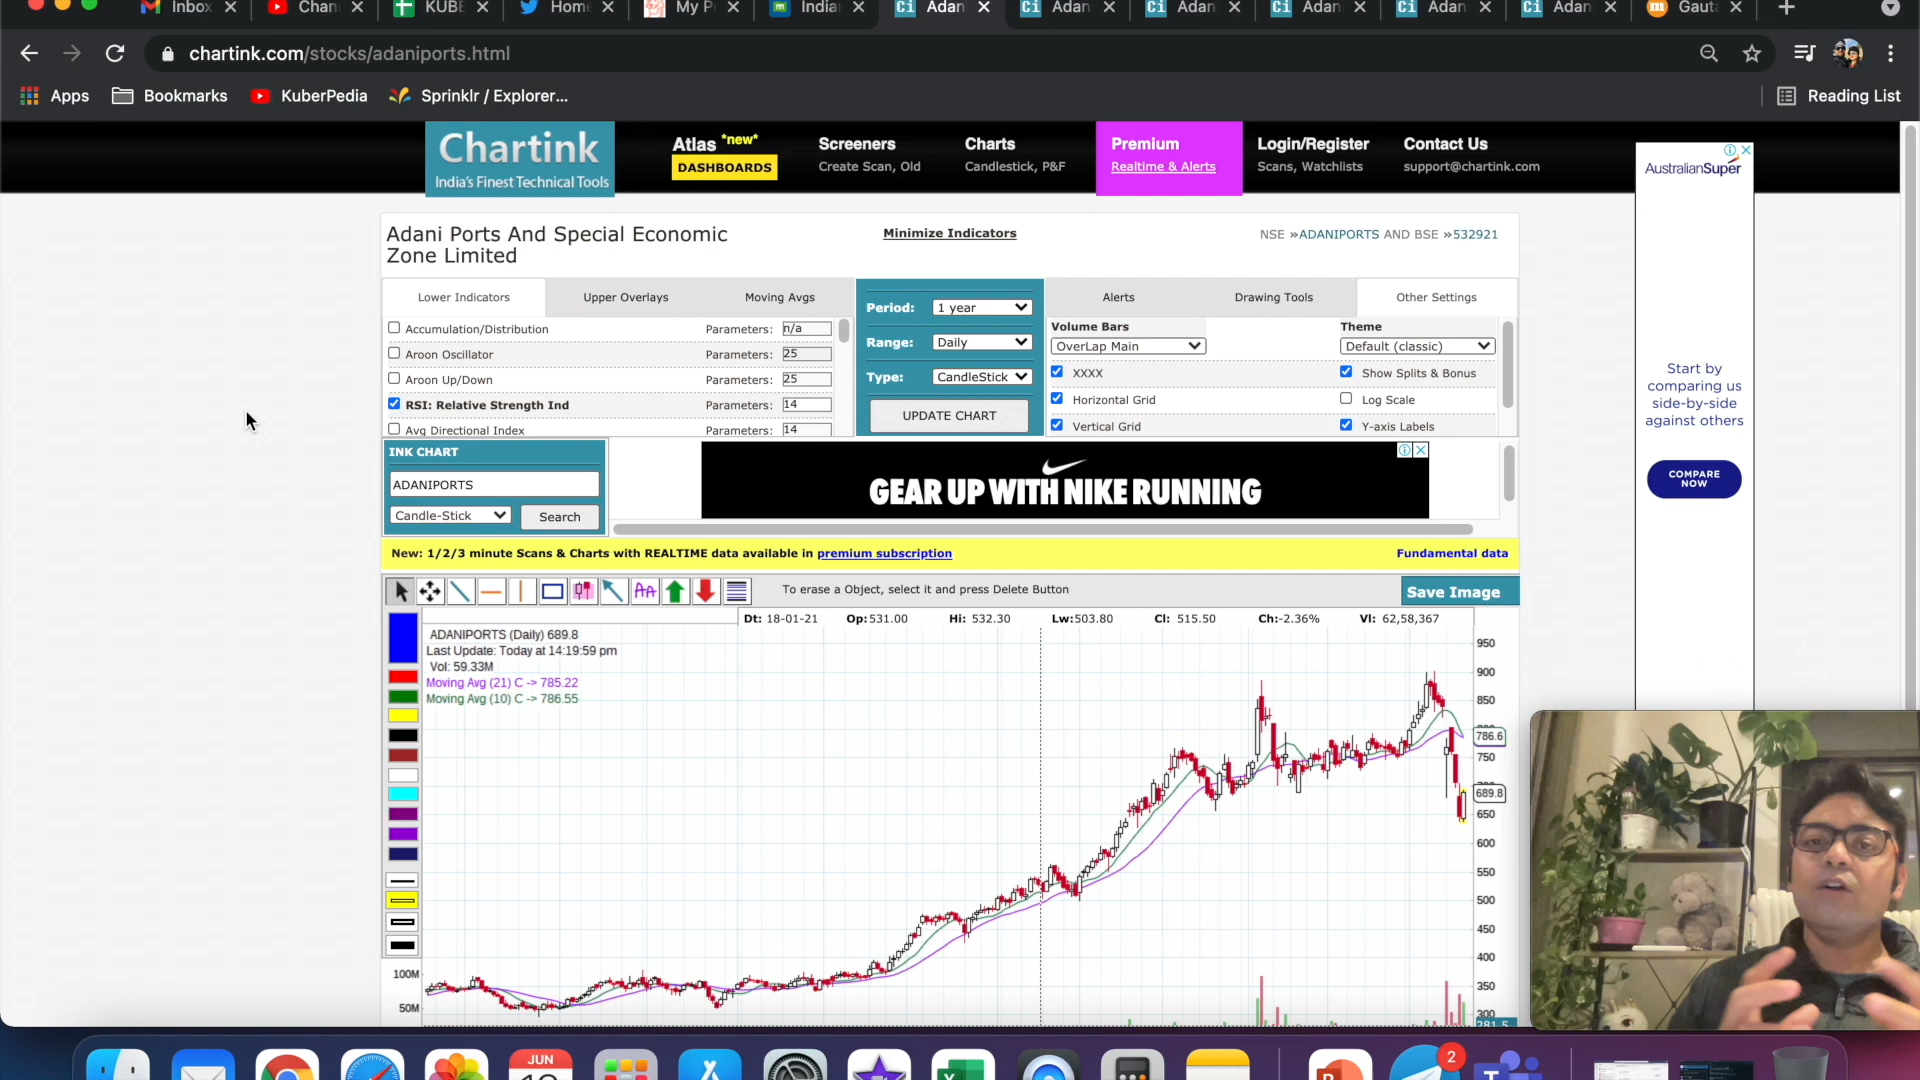 Inbox
Chan
KUBE
Home
My P
India
Adan
Adan
Adan
Adan
Adan
Adan
Gaut
chartink.com/stocks/adaniports.html
Apps
Bookmarks
KuberPedia
Sprinklr / Explorer...
Reading List
Chartink
India's Finest Technical Tools
Atlas *new*
DASHBOARDS
Screeners
Create Scan, Old
Charts
Candlestick, P&F
Premium
Realtime & Alerts
Login/Register
Scans, Watchlists
Contact Us
support@chartink.com
AustralianSuper
Start by
comparing us
side-by-side
against others
COMPARE
NOW
Adani Ports And Special Economic
Zone Limited
Minimize Indicators
NSE »ADANIPORTS AND BSE »532921
Lower Indicators
Upper Overlays
Moving Avgs
Accumulation/Distribution Parameters: n/a
Aroon Oscillator Parameters: 25
Aroon Up/Down Parameters: 25
RSI: Relative Strength Ind Parameters: 14
Avg Directional Index Parameters: 14
Period: 1 year
Range: Daily
Type: CandleStick
UPDATE CHART
Alerts
Drawing Tools
Other Settings
Volume Bars
OverLap Main
XXXX
Horizontal Grid
Vertical Grid
Theme
Default (classic)
Show Splits & Bonus
Log Scale
Y-axis Labels
INK CHART
ADANIPORTS
Candle-Stick
Search
GEAR UP WITH NIKE RUNNING
New: 1/2/3 minute Scans & Charts with REALTIME data available in premium subscription
Fundamental data
AA
To erase a Object, select it and press Delete Button
Save Image
Dt: 18-01-21 Op:531.00 Hi: 532.30 Lw:503.80 Cl: 515.50 Ch:-2.36% Vl: 62,58,367
ADANIPORTS (Daily) 689.8
Last Update: Today at 14:19:59 pm
Vol: 59.33M
Moving Avg (21) C -> 785.22
Moving Avg (10) C -> 786.55
950
900
850
800
786.6
750
689.8
650
600
550
500
450
400
350
300
281.5
100M
50M
JUN
2